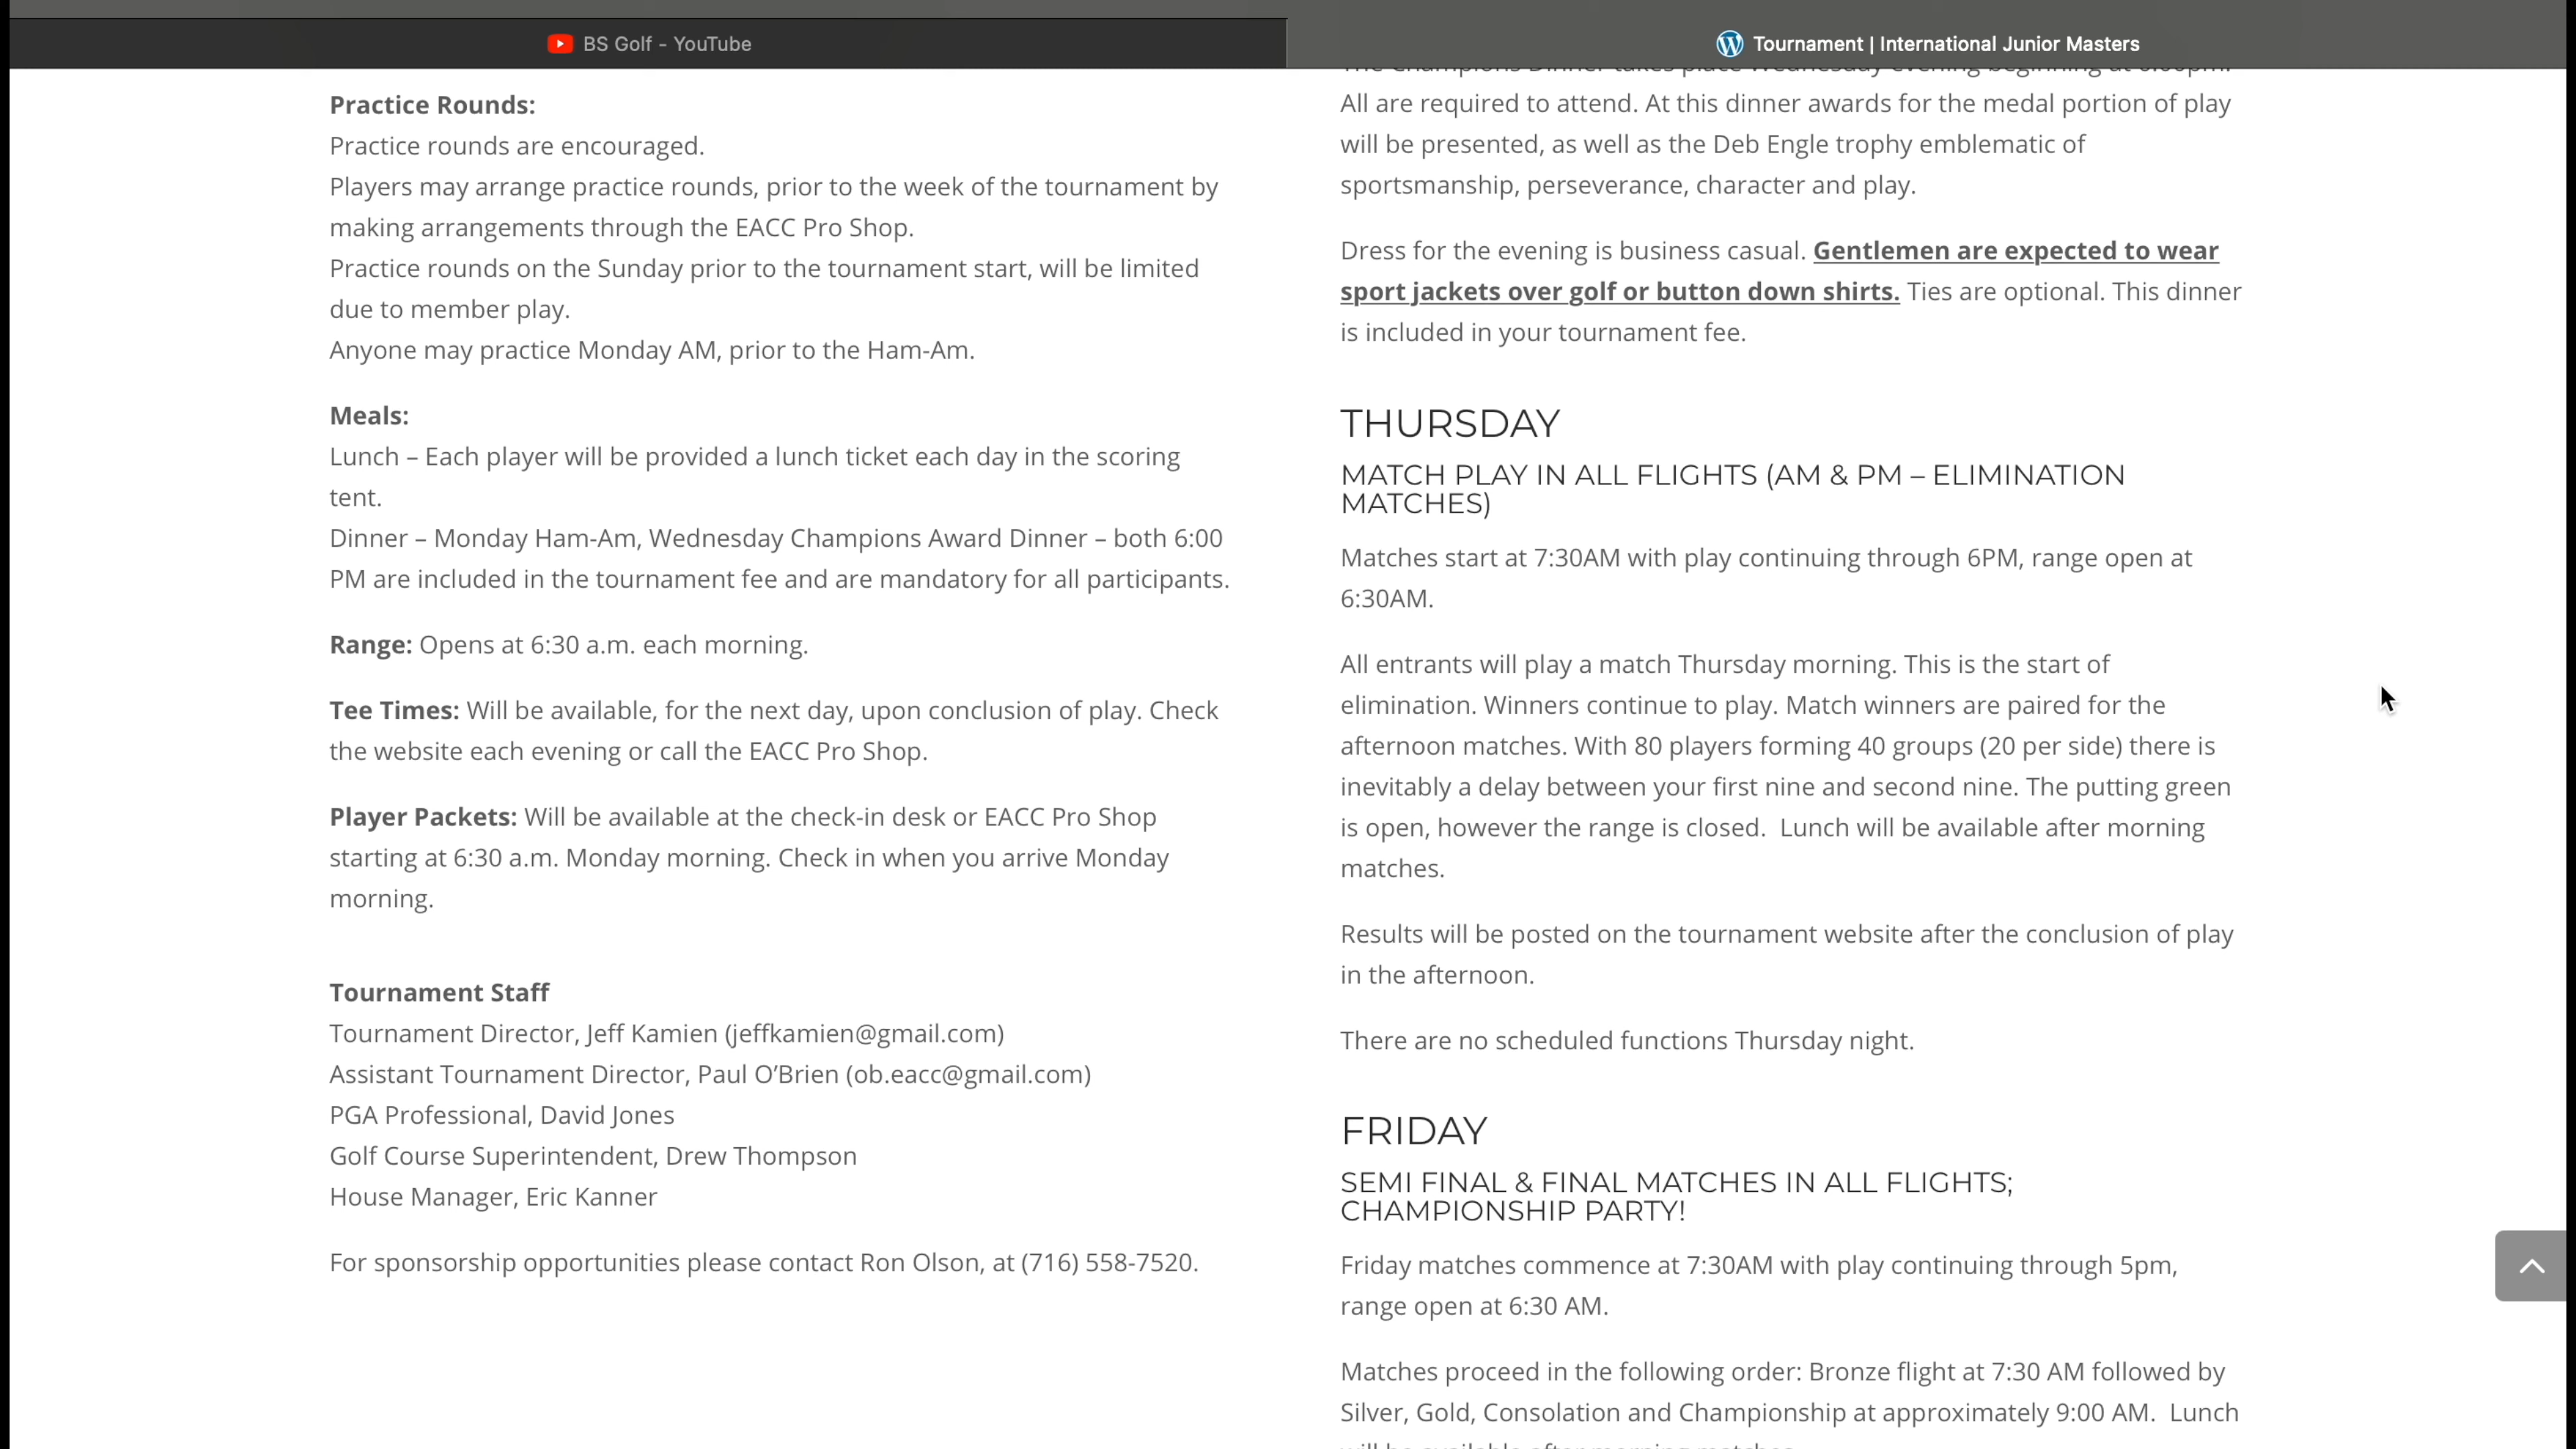 BS Golf - YouTube
Tournament | International Junior Masters
Practice Rounds:
Practice rounds are encouraged.
Players may arrange practice rounds, prior to the week of the tournament by
making arrangements through the EACC Pro Shop.
Practice rounds on the Sunday prior to the tournament start, will be limited
due to member play.
Anyone may practice Monday AM, prior to the Ham-Am.
Meals:
Lunch – Each player will be provided a lunch ticket each day in the scoring
tent.
Dinner – Monday Ham-Am, Wednesday Champions Award Dinner – both 6:00
PM are included in the tournament fee and are mandatory for all participants.
Range: Opens at 6:30 a.m. each morning.
Tee Times: Will be available, for the next day, upon conclusion of play. Check
the website each evening or call the EACC Pro Shop.
Player Packets: Will be available at the check-in desk or EACC Pro Shop
starting at 6:30 a.m. Monday morning. Check in when you arrive Monday
morning.
Tournament Staff
Tournament Director, Jeff Kamien (jeffkamien@gmail.com)
Assistant Tournament Director, Paul O’Brien (ob.eacc@gmail.com)
PGA Professional, David Jones
Golf Course Superintendent, Drew Thompson
House Manager, Eric Kanner
For sponsorship opportunities please contact Ron Olson, at (716) 558-7520.
The Champions Dinner takes place Wednesday evening beginning at 6:00pm.
All are required to attend. At this dinner awards for the medal portion of play
will be presented, as well as the Deb Engle trophy emblematic of
sportsmanship, perseverance, character and play.
Dress for the evening is business casual. Gentlemen are expected to wear
sport jackets over golf or button down shirts. Ties are optional. This dinner
is included in your tournament fee.
THURSDAY
MATCH PLAY IN ALL FLIGHTS (AM & PM – ELIMINATION
MATCHES)
Matches start at 7:30AM with play continuing through 6PM, range open at
6:30AM.
All entrants will play a match Thursday morning. This is the start of
elimination. Winners continue to play. Match winners are paired for the
afternoon matches. With 80 players forming 40 groups (20 per side) there is
inevitably a delay between your first nine and second nine. The putting green
is open, however the range is closed.  Lunch will be available after morning
matches.
Results will be posted on the tournament website after the conclusion of play
in the afternoon.
There are no scheduled functions Thursday night.
FRIDAY
SEMI FINAL & FINAL MATCHES IN ALL FLIGHTS;
CHAMPIONSHIP PARTY!
Friday matches commence at 7:30AM with play continuing through 5pm,
range open at 6:30 AM.
Matches proceed in the following order: Bronze flight at 7:30 AM followed by
Silver, Gold, Consolation and Championship at approximately 9:00 AM.  Lunch
will be available after morning matches.